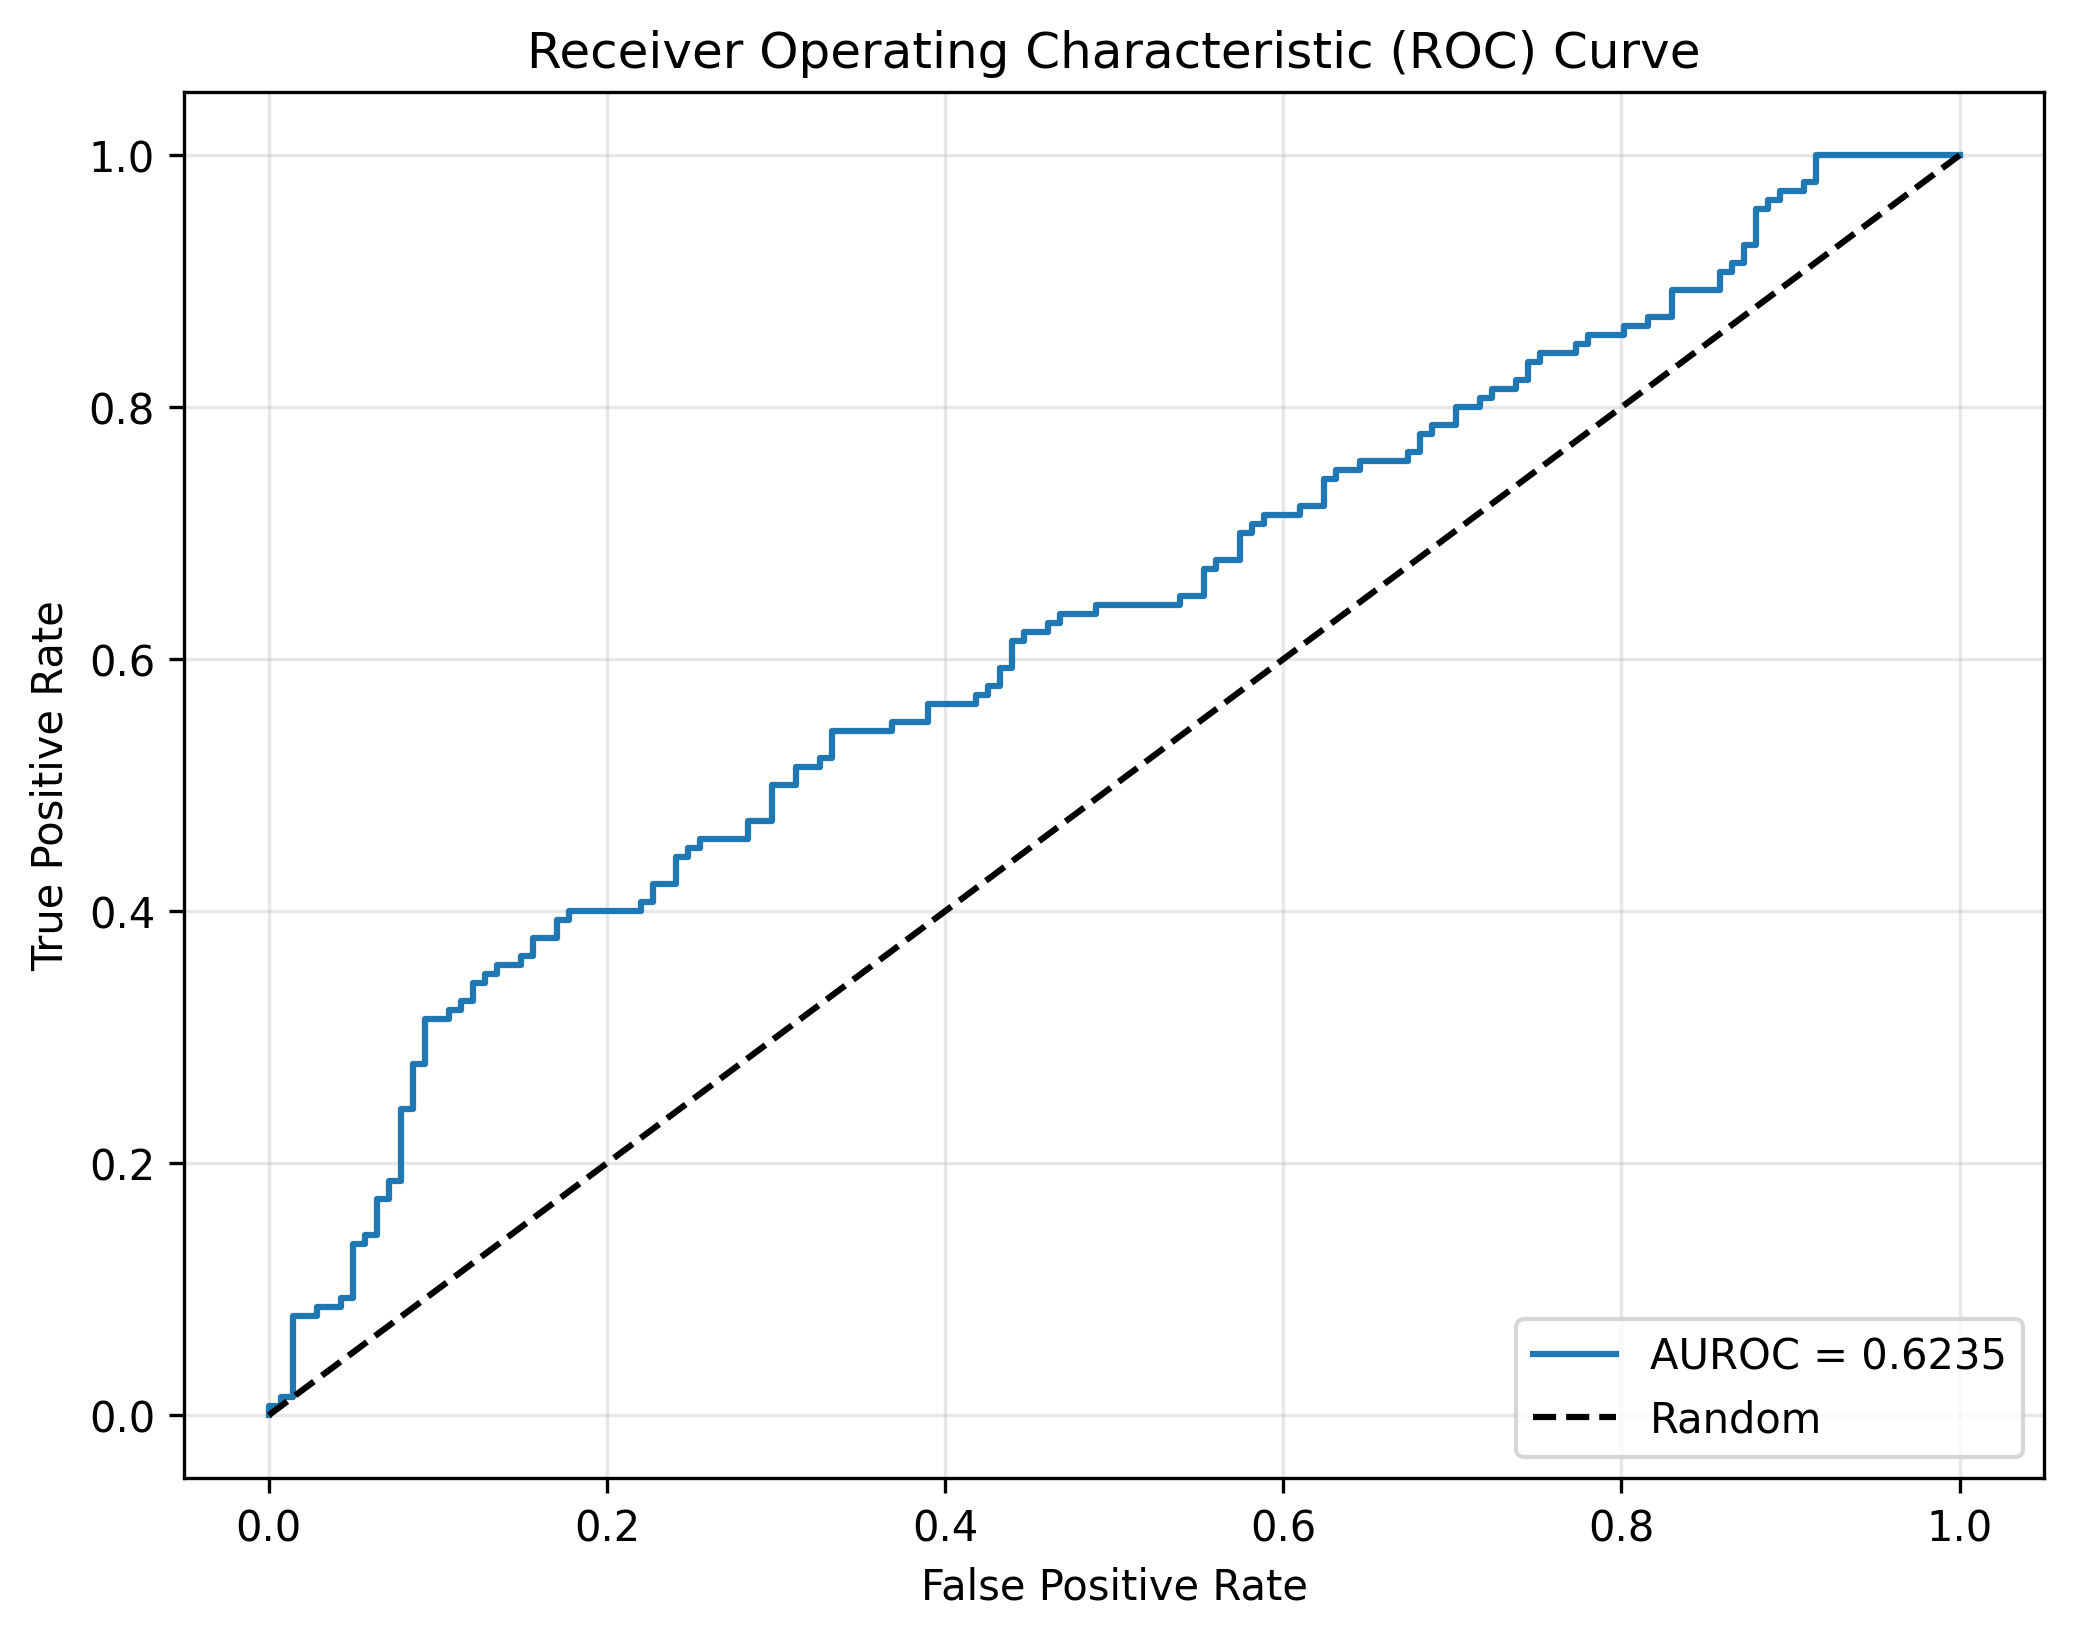 Receiver Operating Characteristic (ROC) Curve
1.0
0.8
0.6
0.4
0.2
0.0
True Positive Rate
0.0 0.2 0.4 0.6 0.8 1.0
False Positive Rate
AUROC = 0.6235
Random